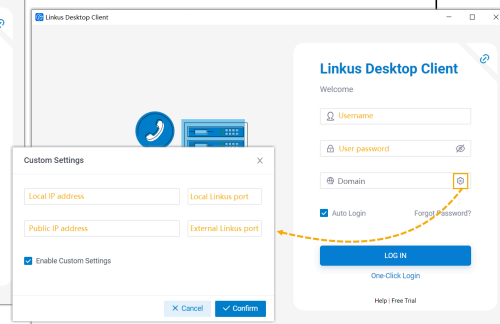 Linkus Desktop Client
Linkus Desktop Client
Welcome
Username
User password
Domain
Auto Login
Forgot Password?
LOG IN
One-Click Login
Help | Free Trial
Custom Settings
Local IP address
Local Linkus port
Public IP address
External Linkus port
Enable Custom Settings
Cancel
Confirm